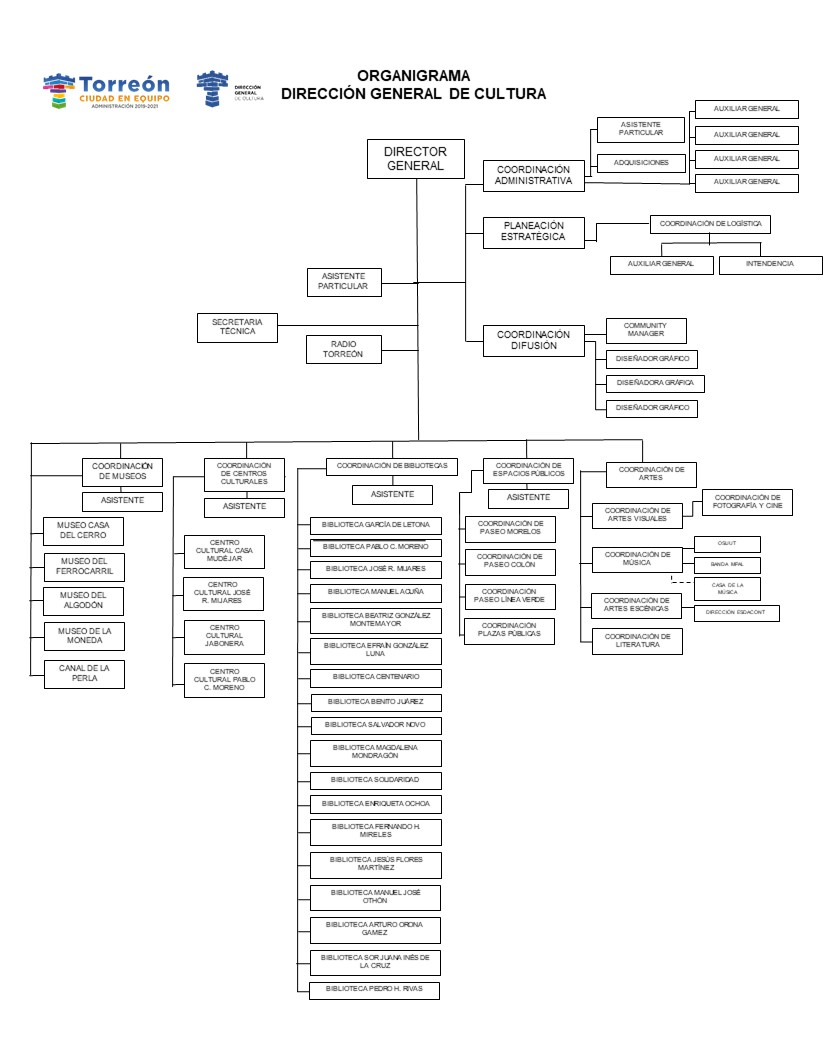 ORGANIGRAMA
DIRECCIÓN GENERAL DE CULTURA
Torreón
CIUDAD EN EQUIPO
ADMINISTRACIÓN 2019-2021
DIRECCIÓN
GENERAL
DE CULTURA
DIRECTOR
GENERAL
COORDINACIÓN
ADMINISTRATIVA
ASISTENTE
PARTICULAR
ADQUISICIONES
AUXILIAR GENERAL
AUXILIAR GENERAL
AUXILIAR GENERAL
AUXILIAR GENERAL
PLANEACIÓN
ESTRATÉGICA
COORDINACIÓN DE LOGÍSTICA
AUXILIAR GENERAL
INTENDENCIA
ASISTENTE
PARTICULAR
SECRETARIA
TÉCNICA
RADIO
TORREÓN
COORDINACIÓN
DIFUSIÓN
COMMUNITY
MANAGER
DISEÑADOR GRÁFICO
DISEÑADORA GRÁFICA
DISEÑADOR GRÁFICO
COORDINACIÓN
DE MUSEOS
ASISTENTE
MUSEO CASA
DEL CERRO
MUSEO DEL
FERROCARRIL
MUSEO DEL
ALGODÓN
MUSEO DE LA
MONEDA
CANAL DE LA
PERLA
COORDINACIÓN
DE CENTROS
CULTURALES
ASISTENTE
CENTRO
CULTURAL CASA
MUDÉJAR
CENTRO
CULTURAL JOSÉ
R. MIJARES
CENTRO
CULTURAL
JABONERA
CENTRO
CULTURAL PABLO
C. MORENO
COORDINACIÓN DE BIBLIOTECAS
ASISTENTE
BIBLIOTECA GARCÍA DE LETONA
BIBLIOTECA PABLO C. MORENO
BIBLIOTECA JOSÉ R. MIJARES
BIBLIOTECA MANUEL ACUÑA
BIBLIOTECA BEATRIZ GONZÁLEZ
MONTEMAYOR
BIBLIOTECA EFRAÍN GONZÁLEZ
LUNA
BIBLIOTECA CENTENARIO
BIBLIOTECA BENITO JUÁREZ
BIBLIOTECA SALVADOR NOVO
BIBLIOTECA MAGDALENA
MONDRAGÓN
BIBLIOTECA SOLIDARIDAD
BIBLIOTECA ENRIQUETA OCHOA
BIBLIOTECA FERNANDO H.
MIRELES
BIBLIOTECA JESÚS FLORES
MARTÍNEZ
BIBLIOTECA MANUEL JOSÉ
OTHÓN
BIBLIOTECA ARTURO ORONA
GAMEZ
BIBLIOTECA SOR JUANA INÉS DE
LA CRUZ
BIBLIOTECA PEDRO H. RIVAS
COORDINACIÓN DE
ESPACIOS PÚBLICOS
ASISTENTE
COORDINACIÓN DE
PASEO MORELOS
COORDINACIÓN DE
PASEO COLÓN
COORDINACIÓN
PASEO LÍNEA VERDE
COORDINACIÓN
PLAZAS PÚBLICAS
COORDINACIÓN DE
ARTES
COORDINACIÓN DE
ARTES VISUALES
COORDINACIÓN DE
FOTOGRAFÍA Y CINE
COORDINACIÓN DE
MÚSICA
OSIJUT
BANDA MPAL
CASA DE LA
MÚSICA
COORDINACIÓN DE
ARTES ESCÉNICAS
DIRECCIÓN ESDACONT
COORDINACIÓN DE
LITERATURA